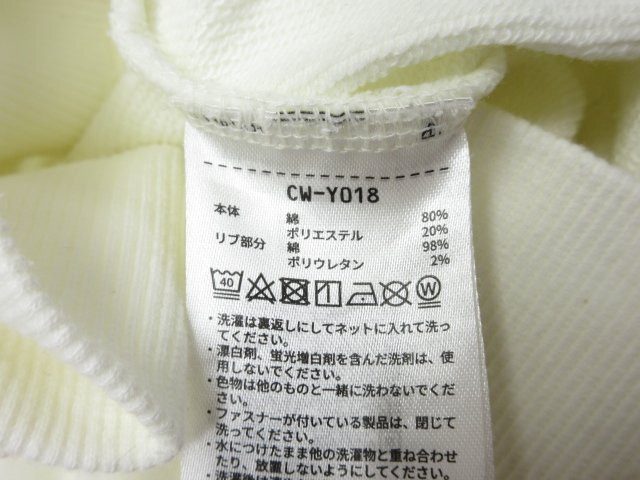 CW-Y018
本体 綿 80%
ポリエステル 20%
リブ部分 綿 98%
ポリウレタン 2%
40 W
・洗濯は裏返しにしてネットに入れて洗っ
てください。
・漂白剤、蛍光増白剤を含んだ洗剤は、使
用しないでください。
・色物は他のものと一緒に洗わないでくだ
さい。
・ファスナーが付いている製品は、閉じて
洗ってください。
・水につけたまま他の洗濯物と重ね合わせ
たり、放置しないようにしてください。